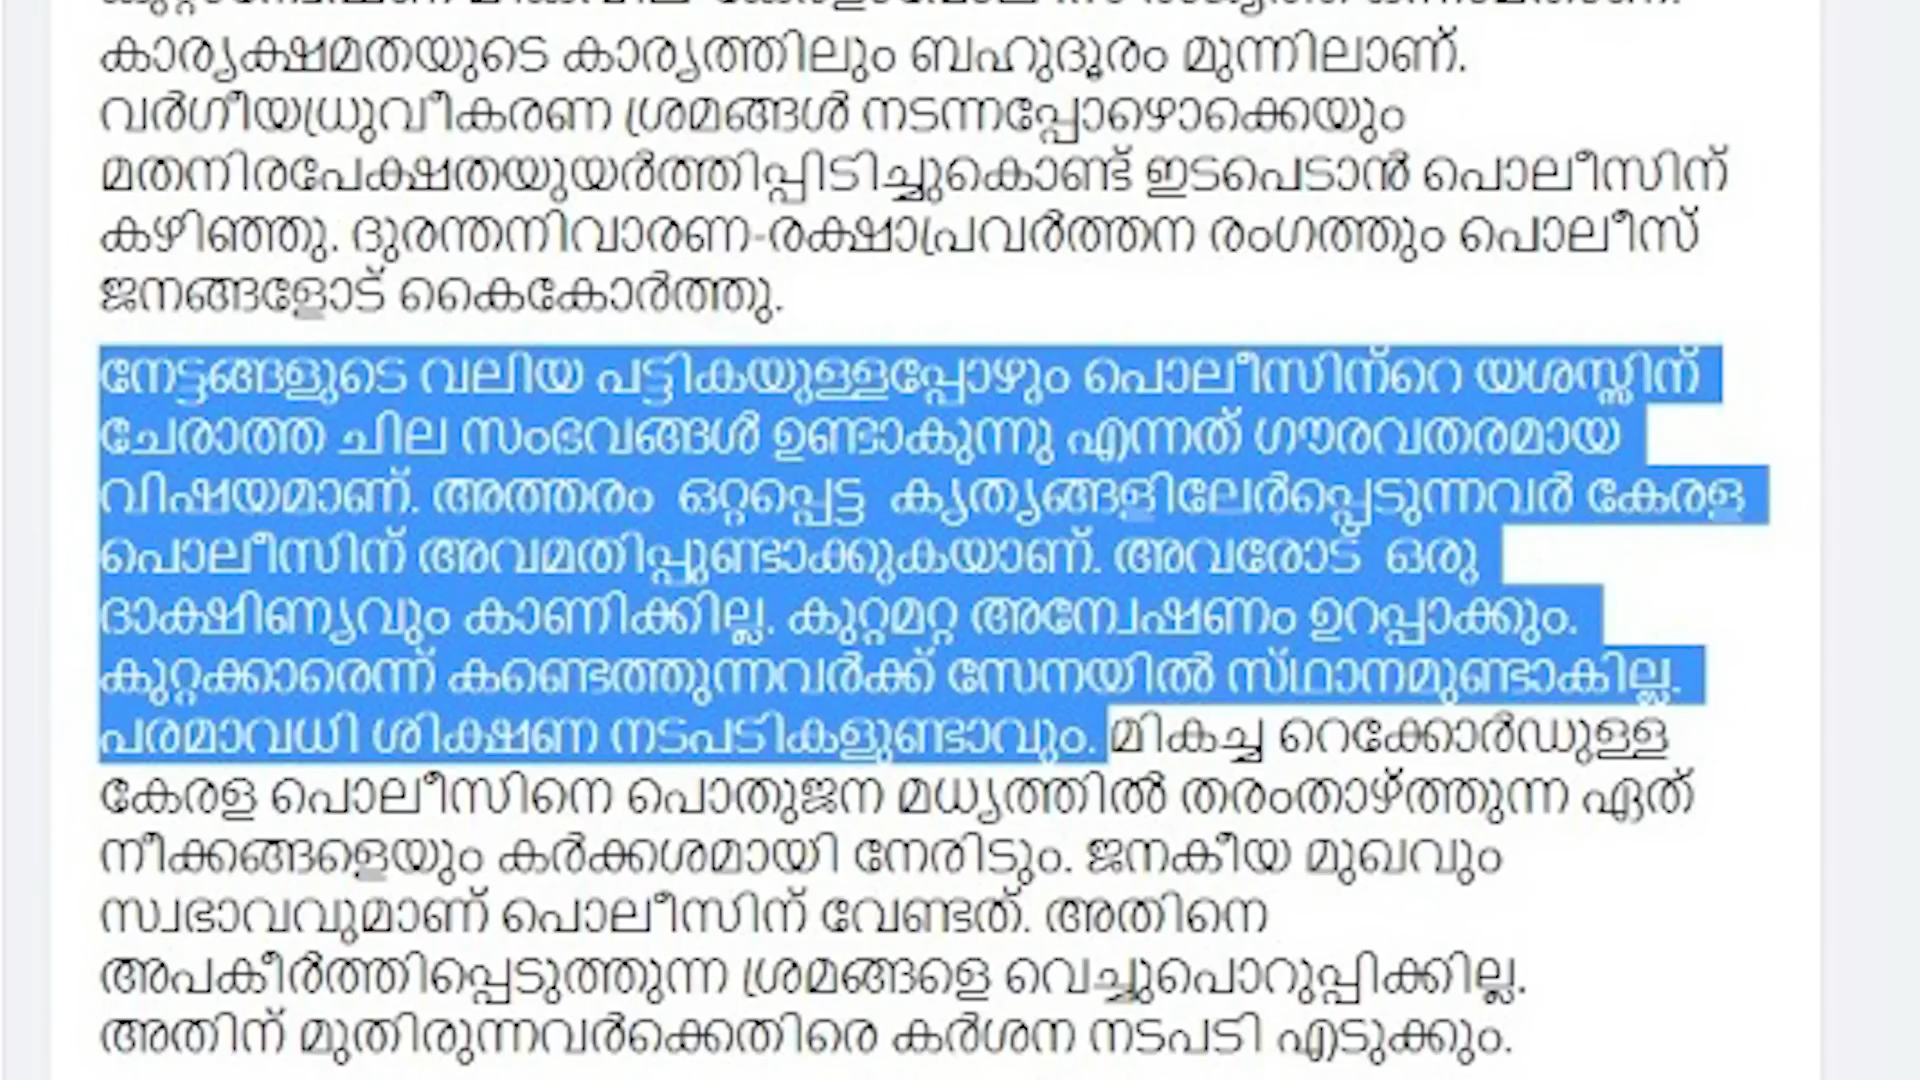 കാര്യക്ഷമതയുടെ കാര്യത്തിലും ബഹുദൂരം മുന്നിലാണ്.
വർഗീയധ്രുവീകരണ ശ്രമങ്ങൾ നടന്നപ്പോഴൊക്കെയും
മതനിരപേക്ഷതയുയർത്തിപ്പിടിച്ചുകൊണ്ട് ഇടപെടാൻ പൊലീസിന്
കഴിഞ്ഞു. ദുരന്തനിവാരണ-രക്ഷാപ്രവർത്തന രംഗത്തും പൊലീസ്
ജനങ്ങളോട് കൈകോർത്തു.
നേട്ടങ്ങളുടെ വലിയ പട്ടികയുള്ളപ്പോഴും പൊലീസിന്റെ യശസ്സിന്
ചേരാത്ത ചില സംഭവങ്ങൾ ഉണ്ടാകുന്നു എന്നത് ഗൗരവതരമായ
വിഷയമാണ്. അത്തരം ഒറ്റപ്പെട്ട കൃത്യങ്ങളിലേർപ്പെടുന്നവർ കേരള
പൊലീസിന് അവമതിപ്പുണ്ടാക്കുകയാണ്. അവരോട് ഒരു
ദാക്ഷിണ്യവും കാണിക്കില്ല. കുറ്റമറ്റ അന്വേഷണം ഉറപ്പാക്കും.
കുറ്റക്കാരെന്ന് കണ്ടെത്തുന്നവർക്ക് സേനയിൽ സ്ഥാനമുണ്ടാകില്ല.
പരമാവധി ശിക്ഷണ നടപടികളുണ്ടാവും. മികച്ച റെക്കോർഡുള്ള
കേരള പൊലീസിനെ പൊതുജന മധ്യത്തിൽ തരംതാഴ്ത്തുന്ന ഏത്
നീക്കങ്ങളെയും കർക്കശമായി നേരിടും. ജനകീയ മുഖവും
സ്വഭാവവുമാണ് പൊലീസിന് വേണ്ടത്. അതിനെ
അപകീർത്തിപ്പെടുത്തുന്ന ശ്രമങ്ങളെ വെച്ചുപൊറുപ്പിക്കില്ല.
അതിന് മുതിരുന്നവർക്കെതിരെ കർശന നടപടി എടുക്കും.